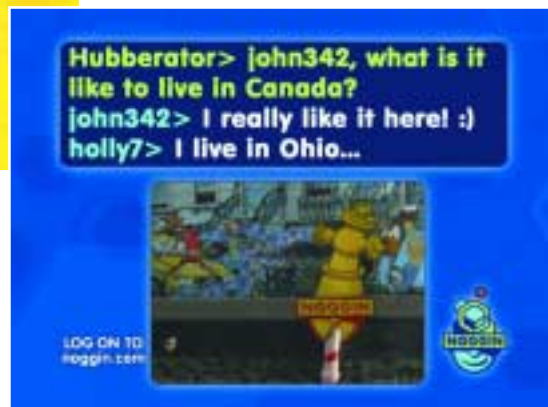 Hubberator> john342, what is it
like to live in Canada?
john342> I really like it here! :)
holly7> I live in Ohio...
NOGGIN
LOG ON TO
noggin.com
NOGGIN